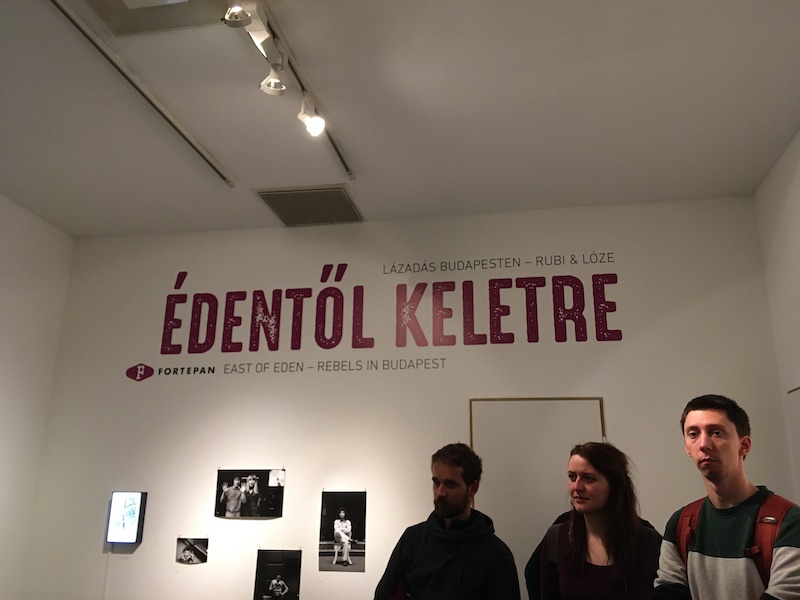 LÁZADÁS BUDAPESTEN – RUBI & LÓZE
ÉDENTŐL KELETRE
F FORTEPAN EAST OF EDEN – REBELS IN BUDAPEST